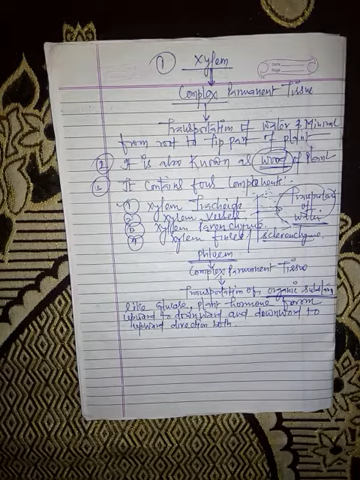 ① Xylem
Complex Permanent Tissue
Transportation of Water & Mineral
from root to tip part of plant
② It is also known as wood of plant
③ It contains four components:-
① Xylem Tracheids
② Xylem vessels
③ Xylem Parenchyma
④ Xylem fibres / sclerenchyma
Transportation of water
Phloem
Complex Permanent Tissue
Transportation of organic
like glucose, plant hormone form
upward to downward and downward to
upward direction both